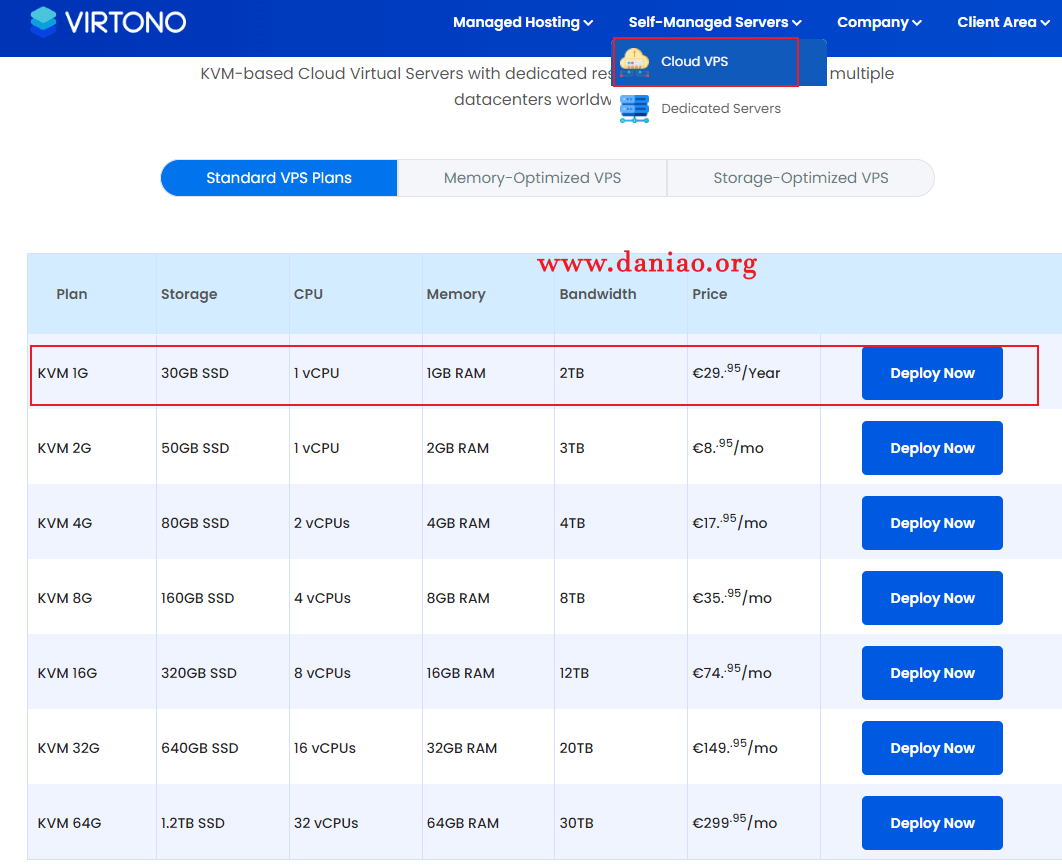 VIRTONO Managed Hosting Self-Managed Servers Company Client Area
Cloud VPS
KVM-based Cloud Virtual Servers with dedicated res multiple
datacenters worldw
Dedicated Servers
Standard VPS Plans Memory-Optimized VPS Storage-Optimized VPS
www.daniao.org
Plan Storage CPU Memory Bandwidth Price
KVM 1G 30GB SSD 1 vCPU 1GB RAM 2TB €29..95/Year Deploy Now
KVM 2G 50GB SSD 1 vCPU 2GB RAM 3TB €8..95/mo Deploy Now
KVM 4G 80GB SSD 2 vCPUs 4GB RAM 4TB €17..95/mo Deploy Now
KVM 8G 160GB SSD 4 vCPUs 8GB RAM 8TB €35..95/mo Deploy Now
KVM 16G 320GB SSD 8 vCPUs 16GB RAM 12TB €74..95/mo Deploy Now
KVM 32G 640GB SSD 16 vCPUs 32GB RAM 20TB €149..95/mo Deploy Now
KVM 64G 1.2TB SSD 32 vCPUs 64GB RAM 30TB €299.95/mo Deploy Now